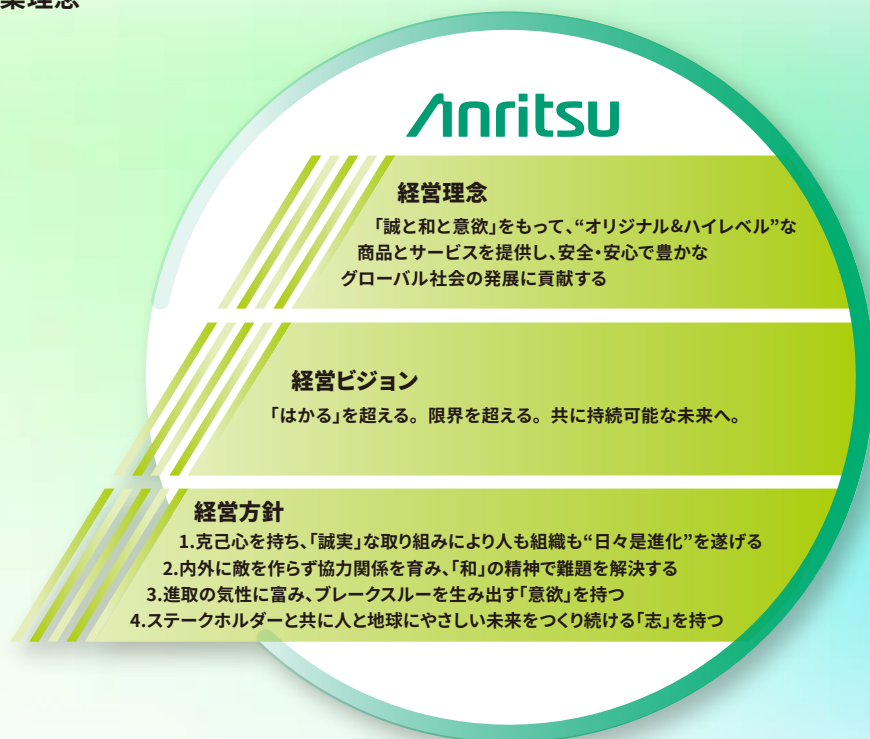 業理念
Anritsu
経営理念
「誠と和と意欲」をもって、“オリジナル&ハイレベル”な
商品とサービスを提供し、安全・安心で豊かな
グローバル社会の発展に貢献する
経営ビジョン
「はかる」を超える。限界を超える。共に持続可能な未来へ。
経営方針
1.克己心を持ち、「誠実」な取り組みにより人も組織も“日々是進化”を遂げる
2.内外に敵を作らず協力関係を育み、「和」の精神で難題を解決する
3.進取の気性に富み、ブレークスルーを生み出す「意欲」を持つ
4.ステークホルダーと共に人と地球にやさしい未来をつくり続ける「志」を持つ